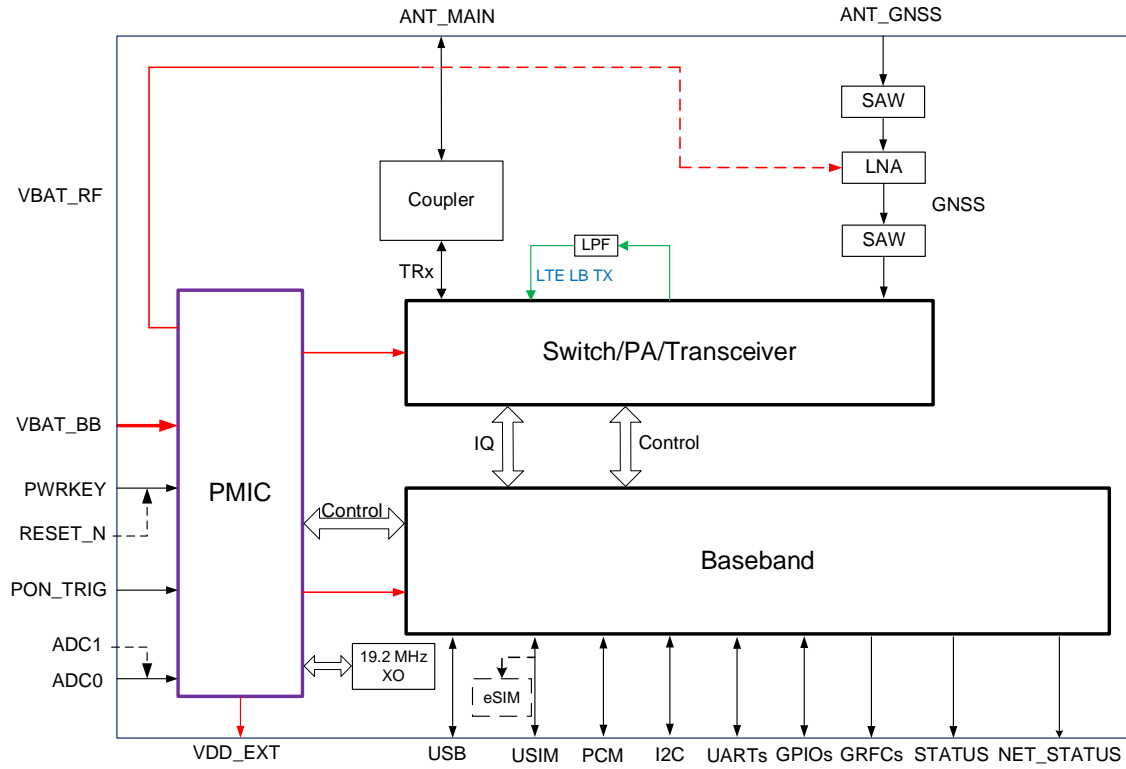 ANT_MAIN
ANT_GNSS
SAW
LNA
VBAT_RF
Coupler
GNSS
SAW
LPF
TRx
LTE LB TX
Switch/PA/Transceiver
VBAT_BB
IQ
Control
PWRKEY
PMIC
Control
RESET_N
Baseband
PON_TRIG
ADC1
19.2 MHz
XO
ADC0
eSIM
VDD_EXT
USB
USIM
PCM
I2C
UARTs
GPIOs
GRFCs
STATUS
NET_STATUS